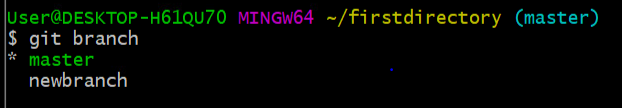 User@DESKTOP-H61QU70 MINGW64 ~/firstdirectory (master)
$ git branch
* master
  newbranch